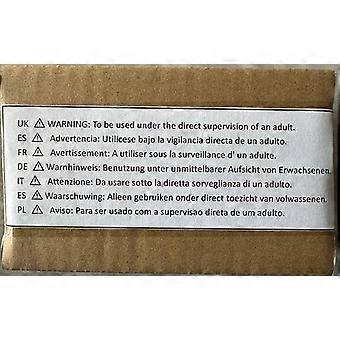 UK ⚠ WARNING: To be used under the direct supervision of an adult.
ES ⚠ Advertencia: Utilicese bajo la vigilancia directa de un adulto.
FR ⚠ Avertissement: A utiliser sous la surveillance d' un adulto.
DE ⚠ Warnhinweis: Benutzung unter unmittelbarer Aufsicht von Erwachsenen.
IT ⚠ Attenzione: Da usare sotto la diretta sorveglianza di un adulto.
ES ⚠ Waarschuwing: Alleen gebruiken onder direct toezicht van volwassenen.
PL ⚠ Aviso: Para ser usado com a supervisao direta de um adulto.